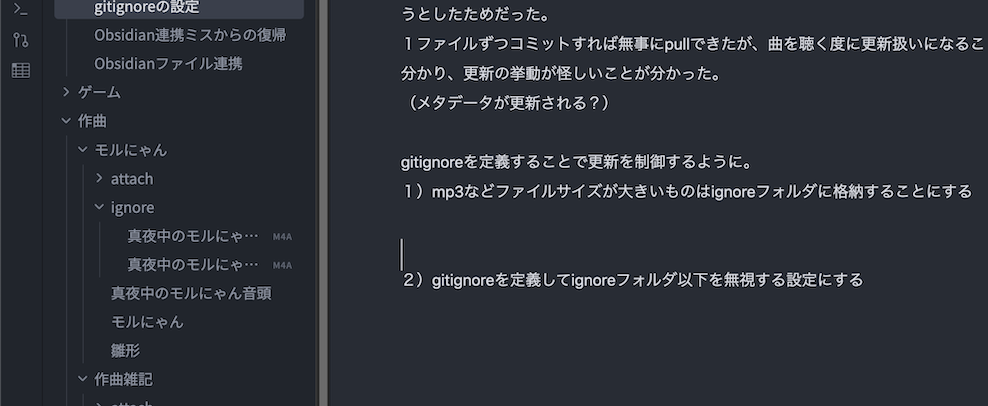 gitignoreの設定
Obsidian連携ミスからの復帰
Obsidianファイル連携
ゲーム
作曲
モルにゃん
attach
ignore
真夜中のモルにゃ… M4A
真夜中のモルにゃ… M4A
真夜中のモルにゃん音頭
モルにゃん
雛形
作曲雑記
attach
うとしたためだった。
１ファイルずつコミットすれば無事にpullできたが、曲を聴く度に更新扱いになるこ
分かり、更新の挙動が怪しいことが分かった。
（メタデータが更新される？）
gitignoreを定義することで更新を制御するように。
１）mp3などファイルサイズが大きいものはignoreフォルダに格納することにする
２）gitignoreを定義してignoreフォルダ以下を無視する設定にする